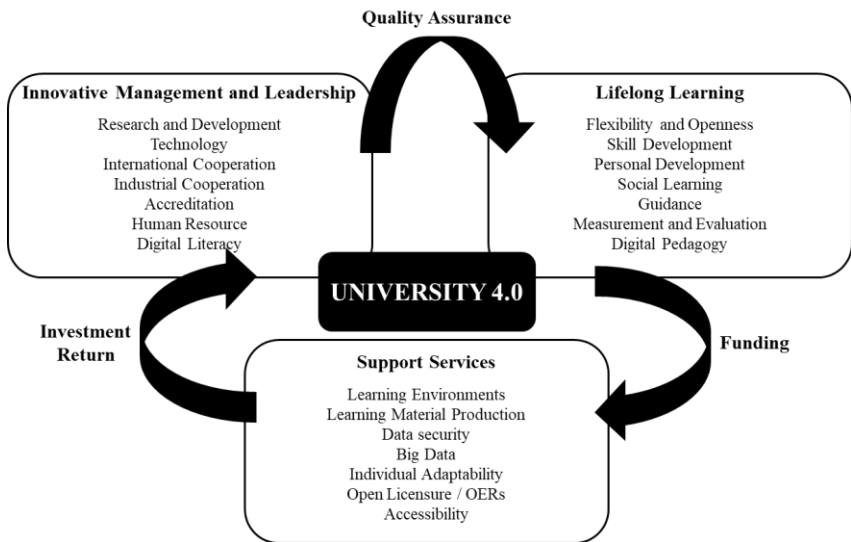 Quality Assurance
Innovative Management and Leadership
Research and Development
Technology
International Cooperation
Industrial Cooperation
Accreditation
Human Resource
Digital Literacy
Lifelong Learning
Flexibility and Openness
Skill Development
Personal Development
Social Learning
Guidance
Measurement and Evaluation
Digital Pedagogy
UNIVERSITY 4.0
Investment
Return
Funding
Support Services
Learning Environments
Learning Material Production
Data security
Big Data
Individual Adaptability
Open Licensure / OERs
Accessibility